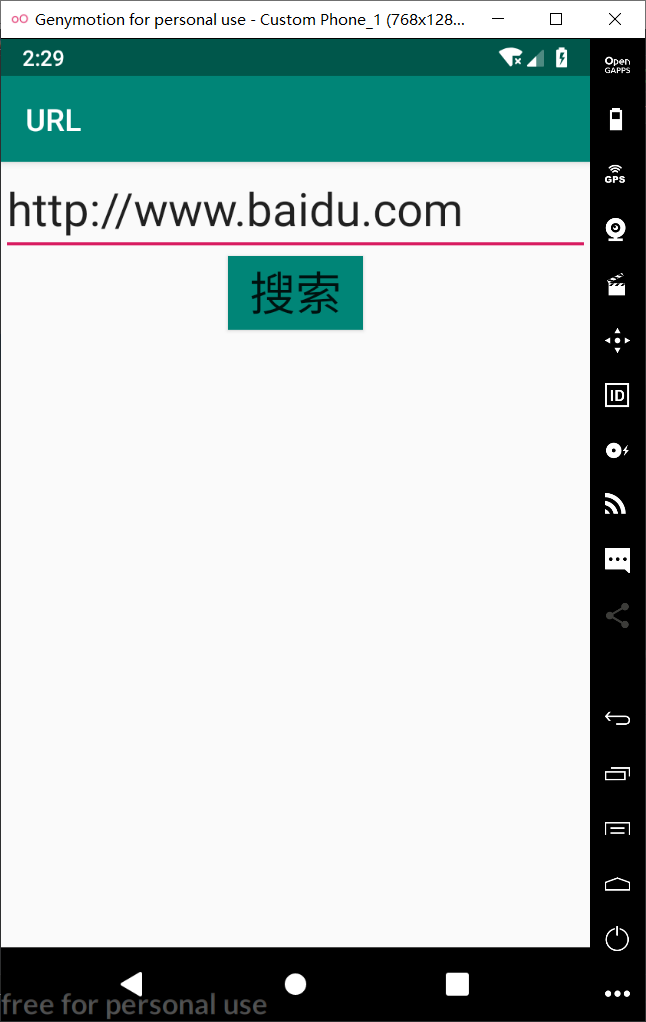 Genymotion for personal use - Custom Phone_1 (768x128...
2:29
Open
GAPPS
URL
GPS
http://www.baidu.com
搜索
ID
free for personal use